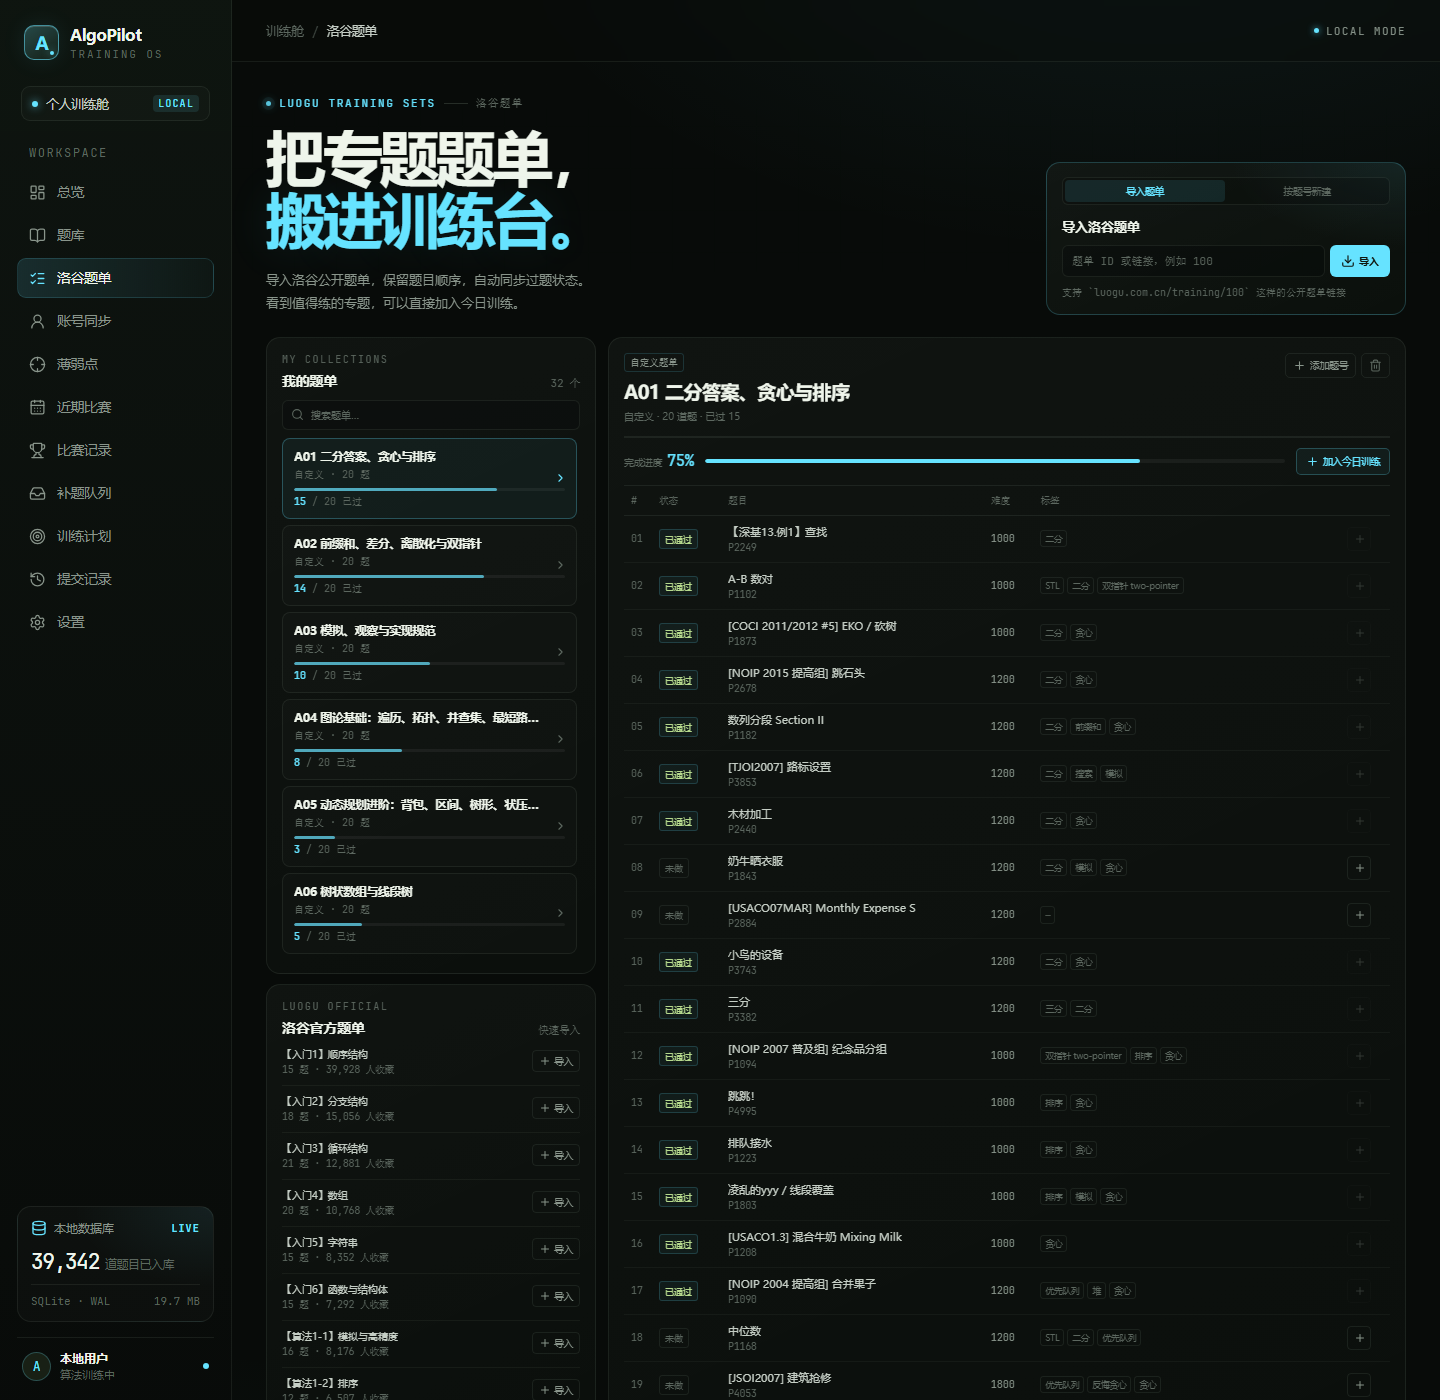 AlgoPilot
TRAINING OS
个人训练舱 LOCAL
WORKSPACE
总览
题库
洛谷题单
账号同步
薄弱点
近期比赛
比赛记录
补题队列
训练计划
提交记录
设置
本地数据库 LIVE
39,342 道题目已入库
SQLite · WAL 19.7 MB
A 本地用户
算法训练中
训练舱 / 洛谷题单
LOCAL MODE
LUOGU TRAINING SETS —— 洛谷题单
把专题题单，
搬进训练台。
导入洛谷公开题单，保留题目顺序，自动同步过题状态。
看到值得练的专题，可以直接加入今日训练。
导入题单 按题号新建
导入洛谷题单
题单 ID 或链接，例如 100 导入
支持 `luogu.com.cn/training/100` 这样的公开题单链接
MY COLLECTIONS
我的题单 32 个
搜索题单...
A01 二分答案、贪心与排序
自定义 · 20 题
15 / 20 已过
A02 前缀和、差分、离散化与双指针
自定义 · 20 题
14 / 20 已过
A03 模拟、观察与实现规范
自定义 · 20 题
10 / 20 已过
A04 图论基础：遍历、拓扑、并查集、最短路...
自定义 · 20 题
8 / 20 已过
A05 动态规划进阶：背包、区间、树形、状压...
自定义 · 20 题
3 / 20 已过
A06 树状数组与线段树
自定义 · 20 题
5 / 20 已过
LUOGU OFFICIAL
洛谷官方题单 快速导入
【入门1】顺序结构
15 题 · 39,928 人收藏 + 导入
【入门2】分支结构
18 题 · 15,056 人收藏 + 导入
【入门3】循环结构
21 题 · 12,881 人收藏 + 导入
【入门4】数组
20 题 · 10,768 人收藏 + 导入
【入门5】字符串
15 题 · 8,352 人收藏 + 导入
【入门6】函数与结构体
15 题 · 7,292 人收藏 + 导入
【算法1-1】模拟与高精度
16 题 · 8,176 人收藏 + 导入
【算法1-2】排序
12 题 · 6,507 人收藏 + 导入
自定义题单
+ 添加题号
A01 二分答案、贪心与排序
自定义 · 20 道题 · 已过 15
完成进度 75% + 加入今日训练
# 状态 题目 难度 标签
01 已通过 【深基13.例1】查找 1000 二分 +
P2249
02 已通过 A-B 数对 1000 STL 二分 双指针 two-pointer +
P1102
03 已通过 [COCI 2011/2012 #5] EKO / 砍树 1000 二分 贪心 +
P1873
04 已通过 [NOIP 2015 提高组] 跳石头 1200 二分 贪心 +
P2678
05 已通过 数列分段 Section II 1200 二分 前缀和 贪心 +
P1182
06 已通过 [TJOI2007] 路标设置 1200 二分 搜索 模拟 +
P3853
07 已通过 木材加工 1200 二分 贪心 +
P2440
08 未做 奶牛晒衣服 1200 二分 模拟 贪心 +
P1843
09 未做 [USACO07MAR] Monthly Expense S 1200 — +
P2884
10 已通过 小鸟的设备 1200 二分 贪心 +
P3743
11 已通过 三分 1200 三分 二分 +
P3382
12 已通过 [NOIP 2007 普及组] 纪念品分组 1000 双指针 two-pointer 排序 贪心 +
P1094
13 已通过 跳跳！ 1000 排序 贪心 +
P4995
14 已通过 排队接水 1000 排序 贪心 +
P1223
15 已通过 凌乱的yyy / 线段覆盖 1000 排序 模拟 贪心 +
P1803
16 已通过 [USACO1.3] 混合牛奶 Mixing Milk 1000 贪心 +
P1208
17 已通过 [NOIP 2004 提高组] 合并果子 1200 优先队列 堆 贪心 +
P1090
18 未做 中位数 1200 STL 二分 优先队列 +
P1168
19 未做 [JSOI2007] 建筑抢修 1800 优先队列 反悔贪心 贪心 +
P4053